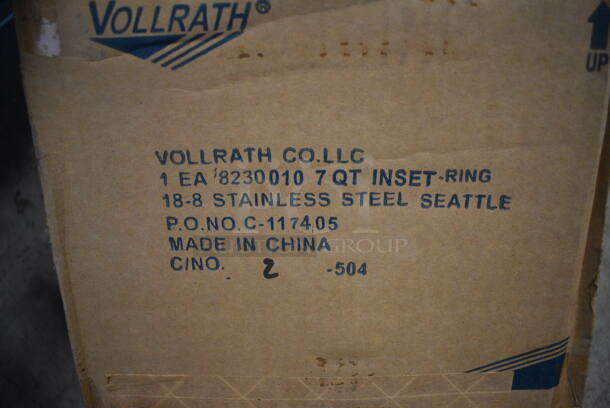 VOLLRATH®
UP
VOLLRATH CO.LLC
1 EA '8230010 7 QT INSET-RING
18-8 STAINLESS STEEL SEATTLE
P.O.NO.C-117405
MADE IN CHINA
GROUP
C/NO. 2 -504